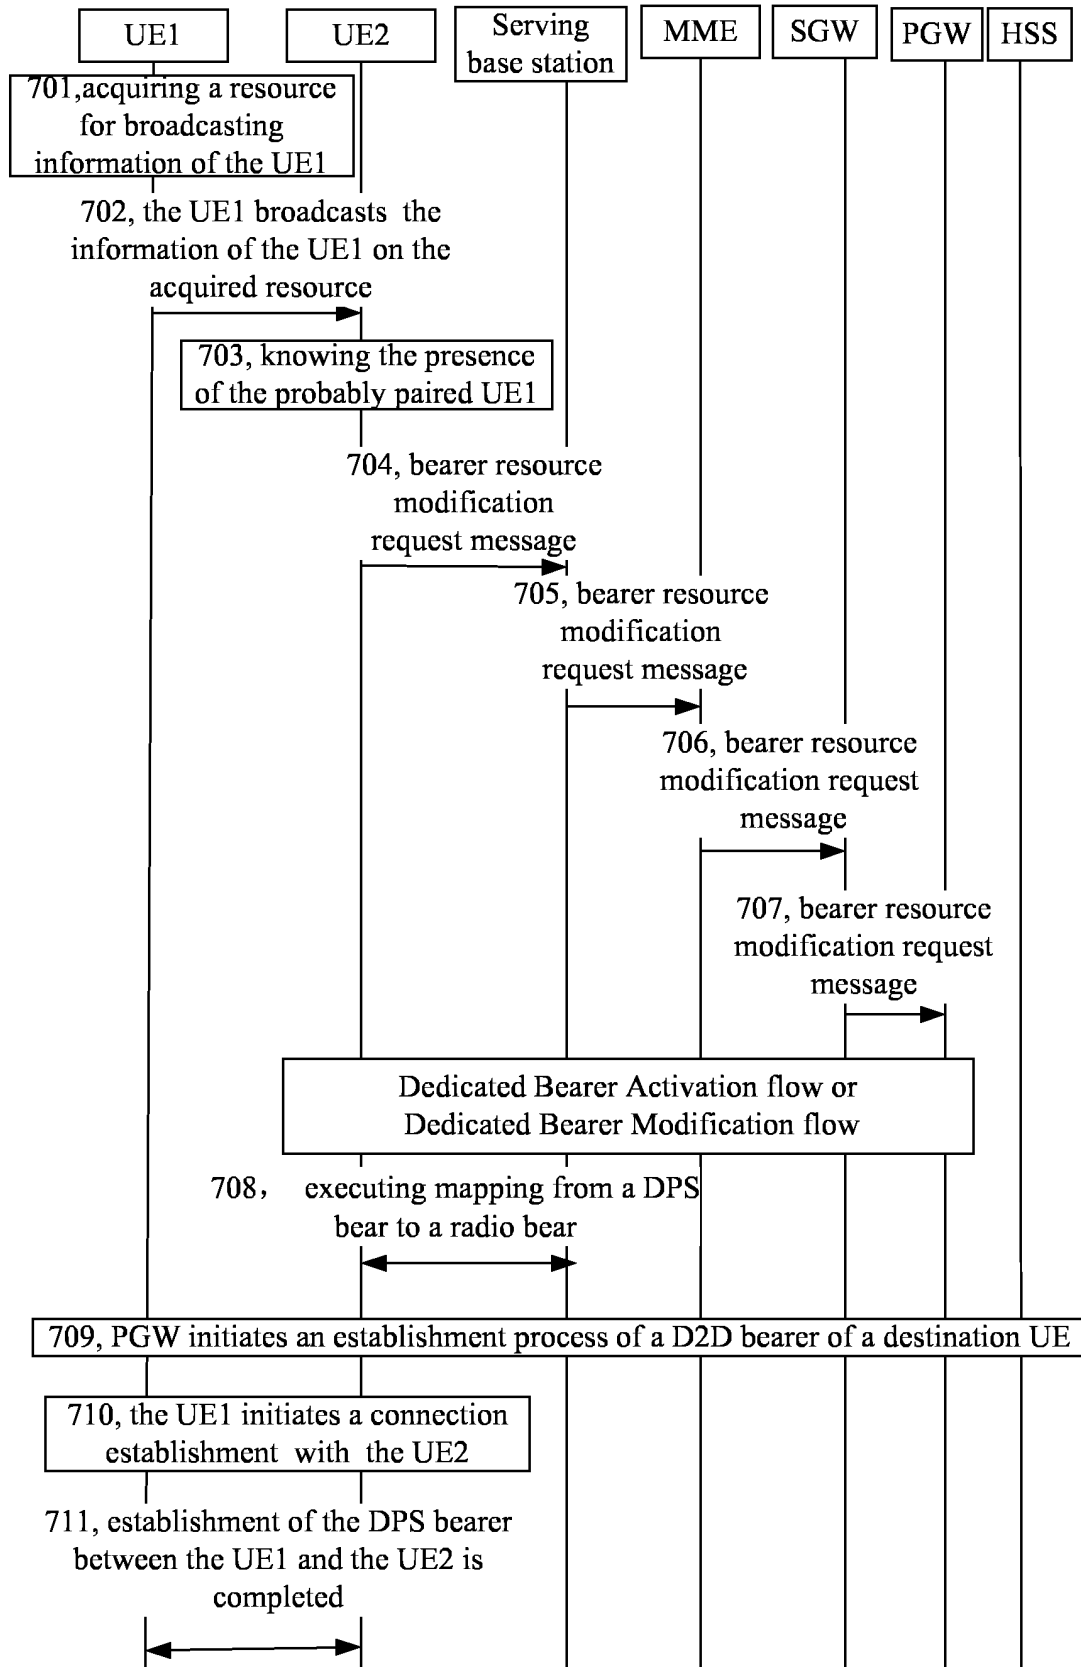 UE1
UE2
Serving
base station
MME
SGW
PGW
HSS
701,acquiring a resource
for broadcasting
information of the UE1
702, the UE1 broadcasts the
information of the UE1 on the
acquired resource
703, knowing the presence
of the probably paired UE1
704, bearer resource
modification
request message
705, bearer resource
modification
request message
706, bearer resource
modification request
message
707, bearer resource
modification request
message
Dedicated Bearer Activation flow or
Dedicated Bearer Modification flow
708, executing mapping from a DPS
bear to a radio bear
709, PGW initiates an establishment process of a D2D bearer of a destination UE
710, the UE1 initiates a connection
establishment with the UE2
711, establishment of the DPS bearer
between the UE1 and the UE2 is
completed